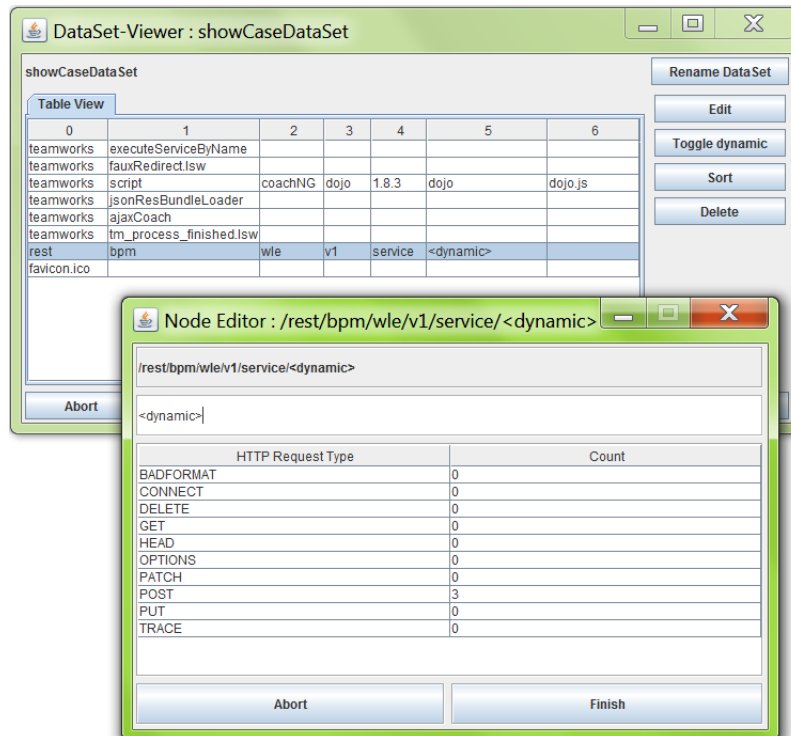 DataSet-Viewer : showCaseDataSet
showCaseDataSet
Rename DataSet
Table View
Edit
0 1 2 3 4 5 6
teamworks executeServiceByName
Toggle dynamic
teamworks fauxRedirect.lsw
teamworks script coachNG dojo 1.8.3 dojo dojo.js
Sort
teamworks jsonResBundleLoader
teamworks ajaxCoach
Delete
teamworks tm_process_finished.lsw
rest bpm wle v1 service <dynamic>
favicon.ico
Abort
Node Editor : /rest/bpm/wle/v1/service/<dynamic>
/rest/bpm/wle/v1/service/<dynamic>
<dynamic>
HTTP Request Type Count
BADFORMAT 0
CONNECT 0
DELETE 0
GET 0
HEAD 0
OPTIONS 0
PATCH 0
POST 3
PUT 0
TRACE 0
Abort Finish